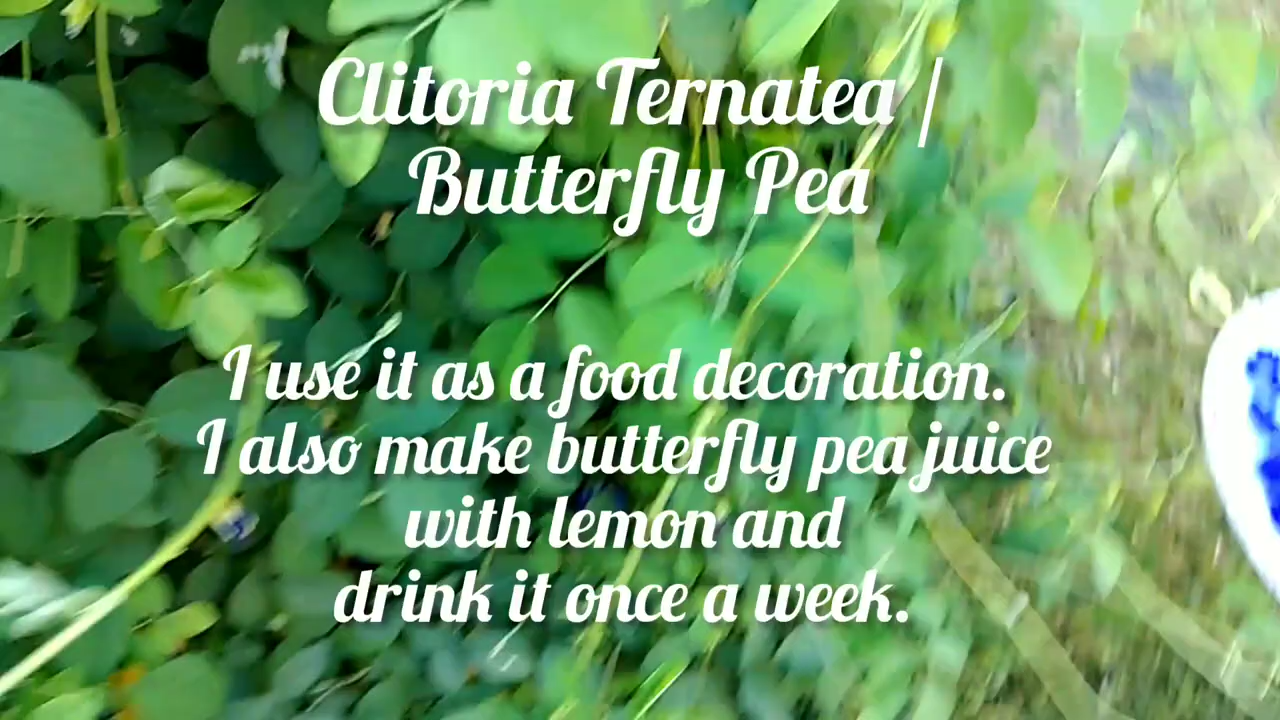 Clitoria Ternatea /
Butterfly Pea
I use it as a food decoration.
I also make butterfly pea juice
with lemon and
drink it once a week.